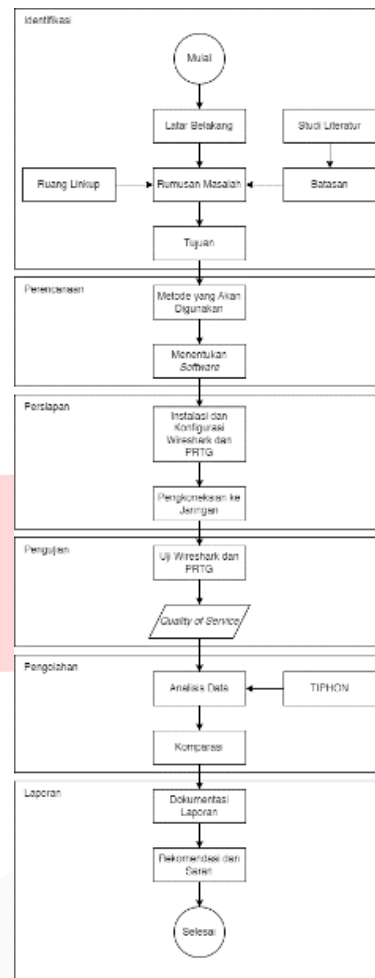 Identifikasi
Mulai
Latar Belakang
Studi Literatur
Ruang Linkup
Rumusan Masalah
Batasan
Tujuan
Perencanaan
Metode yang Akan
Digunakan
Menentukan
Software
Persiapan
Instalasi dan
Konfigurasi
Wireshark dan
PRTG
Pengkoneksian ke
Jaringan
Pengujian
Uji Wireshark dan
PRTG
Quality of Service
Pengolahan
Analisis Data
TIPHON
Komparasi
Laporan
Dokumentasi
Laporan
Rekomendasi dan
Saran
Selesai